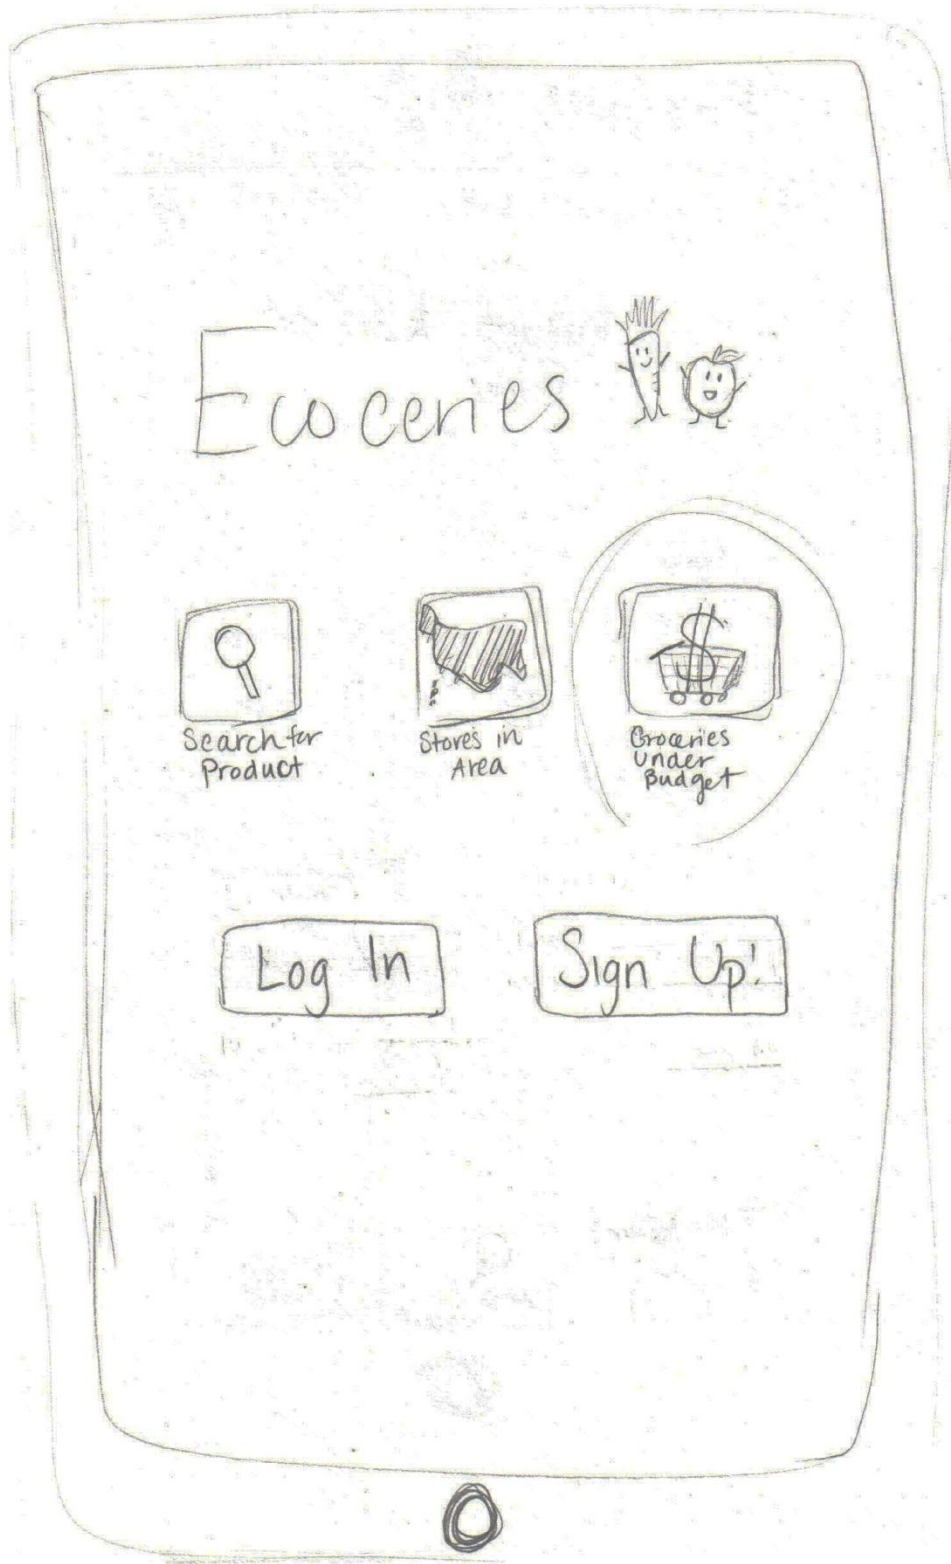 Ecoceries
Search for
Product
Stores in
Area
$
Groceries
Under
Budget
Log In
Sign Up!